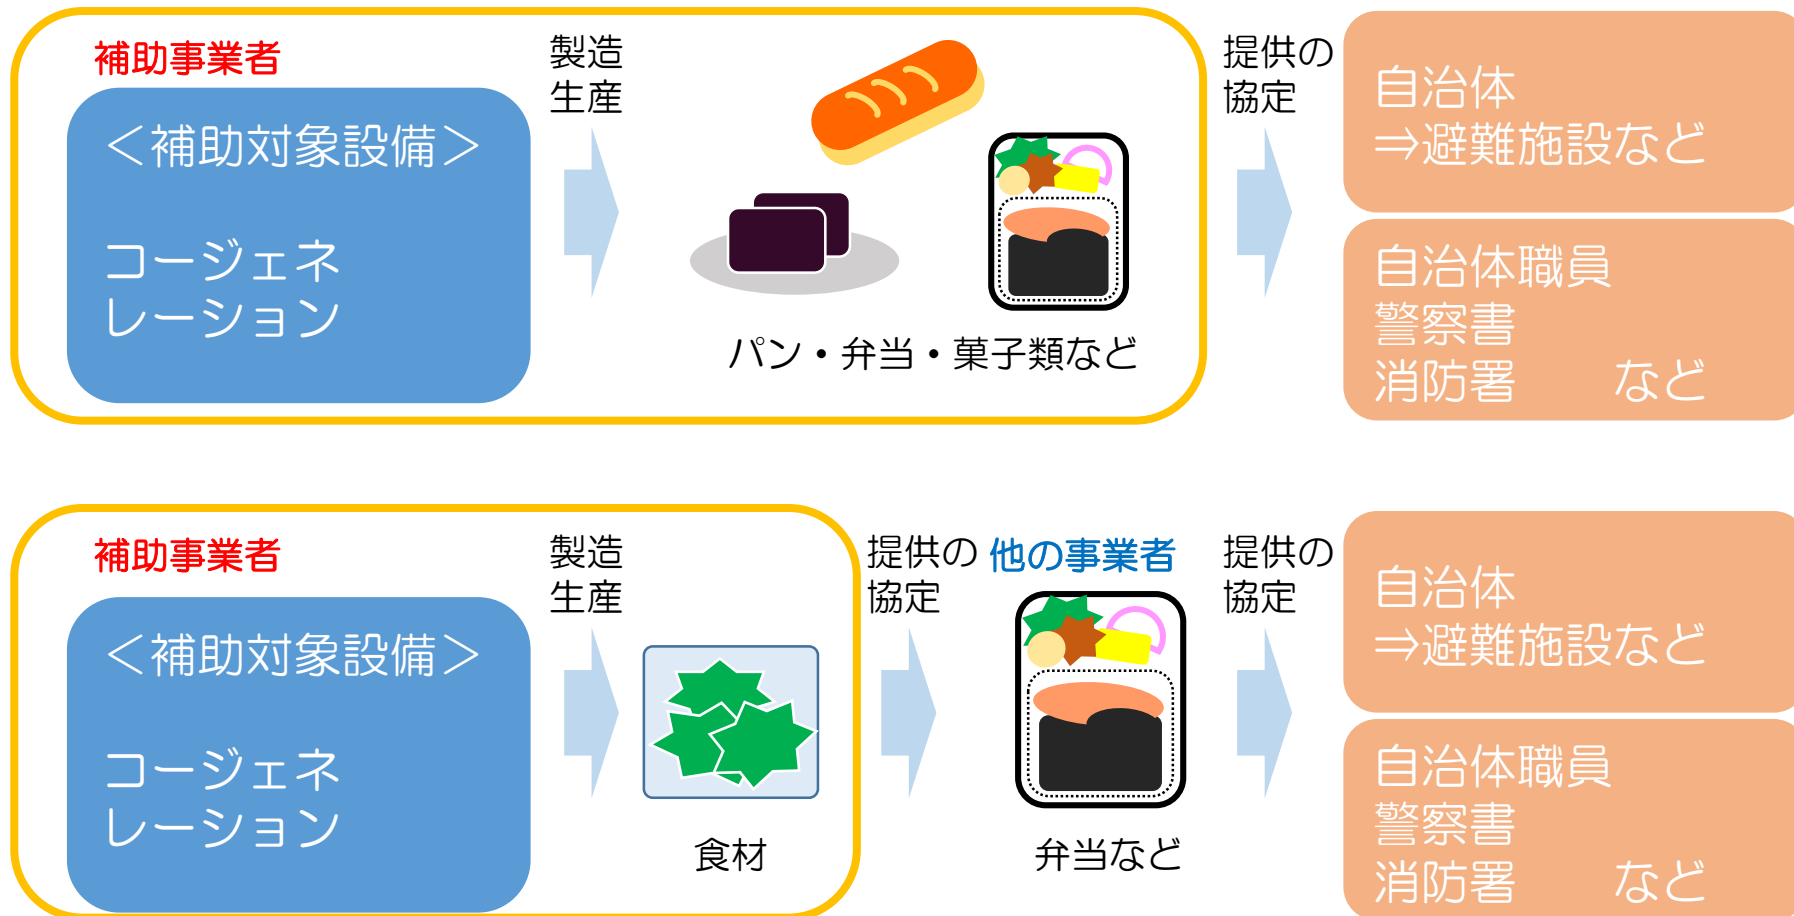 補助事業者
＜補助対象設備＞
コージェネ
レーション
製造
生産
パン・弁当・菓子類など
提供の
協定
自治体
⇒避難施設など
自治体職員
警察書
消防署　　など
補助事業者
＜補助対象設備＞
コージェネ
レーション
製造
生産
食材
提供の
協定
他の事業者
弁当など
提供の
協定
自治体
⇒避難施設など
自治体職員
警察書
消防署　　など